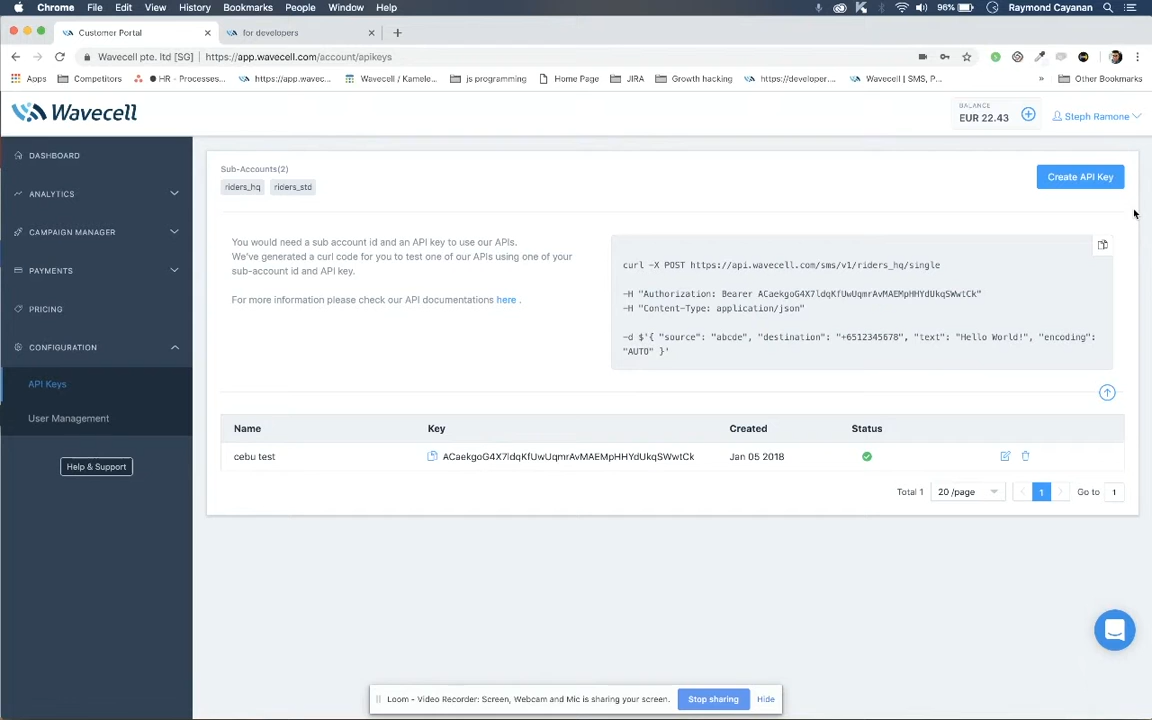 Chrome File Edit View History Bookmarks People Window Help 96% Raymond Cayanan
Customer Portal for developers
Wavecell pte. ltd [SG] https://app.wavecell.com/account/apikeys
Apps Competitors HR - Processes... https://app.wavec... Wavecell / Kamele... js programming Home Page JIRA Growth hacking https://developer.... Wavecell | SMS, P... » Other Bookmarks
Wavecell
BALANCE
EUR 22.43
Steph Ramone
DASHBOARD
ANALYTICS
CAMPAIGN MANAGER
PAYMENTS
PRICING
CONFIGURATION
API Keys
User Management
Help & Support
Sub-Accounts(2)
riders_hq riders_std
Create API Key
You would need a sub account id and an API key to use our APIs.
We've generated a curl code for you to test one of our APIs using one of your
sub-account id and API key.
For more information please check our API documentations here .
curl -X POST https://api.wavecell.com/sms/v1/riders_hq/single
-H "Authorization: Bearer ACaekgoG4X7ldqKfUwUqmrAvMAEMpHHYdUkqSWwtCk"
-H "Content-Type: application/json"
-d $'{ "source": "abcde", "destination": "+6512345678", "text": "Hello World!", "encoding":
"AUTO" }'
Name Key Created Status
cebu test ACaekgoG4X7ldqKfUwUqmrAvMAEMpHHYdUkqSWwtCk Jan 05 2018
Total 1 20 /page 1 Go to 1
Loom - Video Recorder: Screen, Webcam and Mic is sharing your screen. Stop sharing Hide